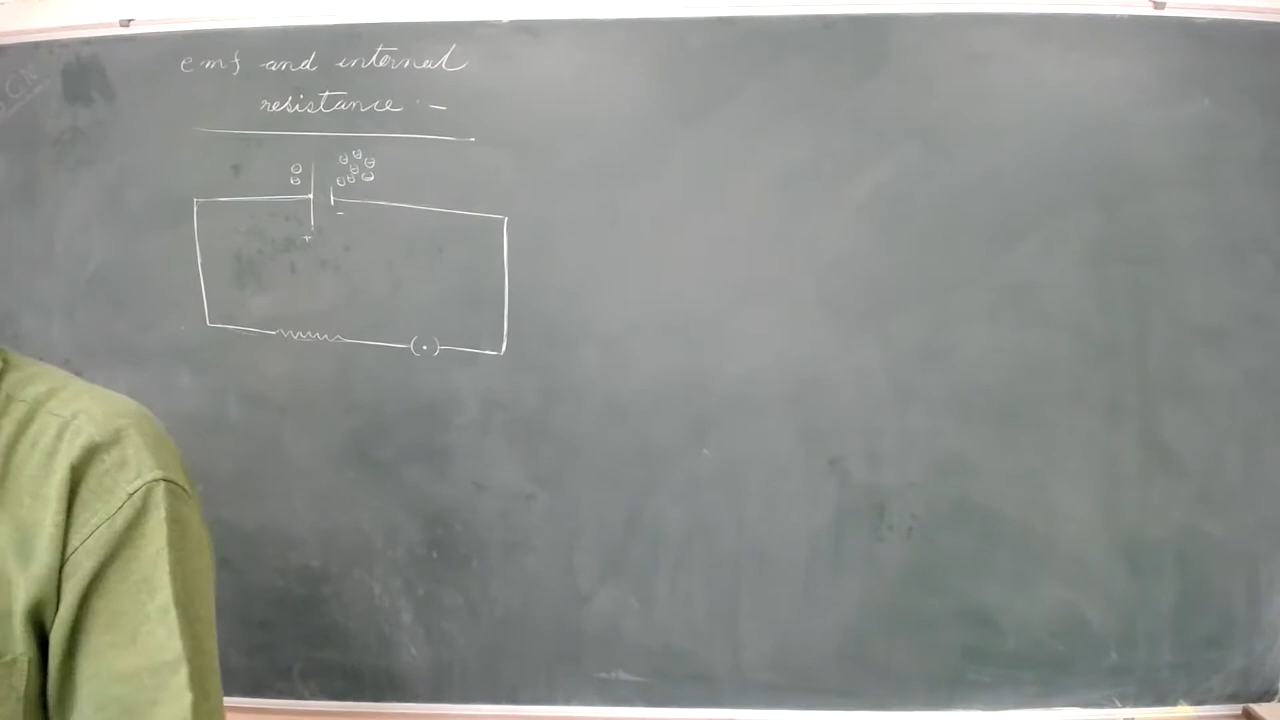 emf and internal
resistance :-
+ -